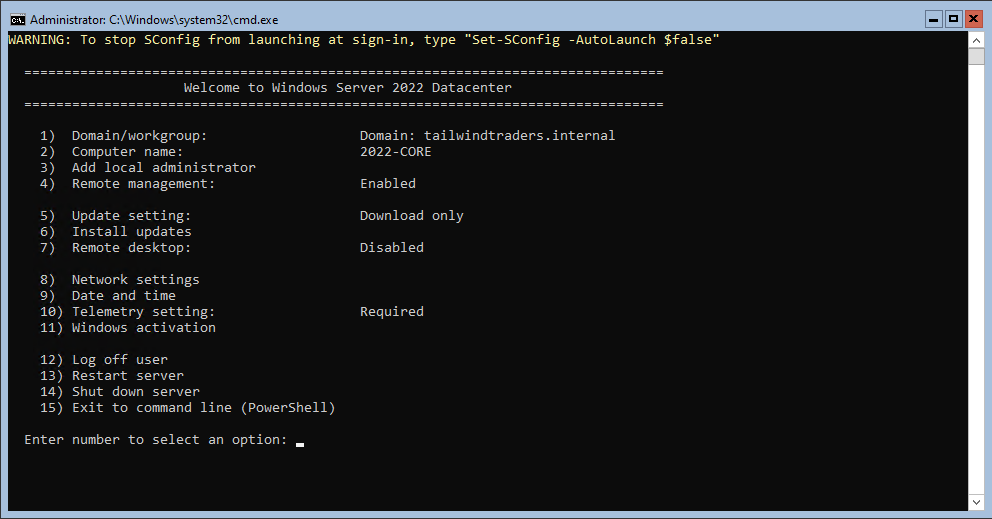 Administrator: C:\Windows\system32\cmd.exe
WARNING: To stop SConfig from launching at sign-in, type "Set-SConfig -AutoLaunch $false"
================================================================================
Welcome to Windows Server 2022 Datacenter
================================================================================
1) Domain/workgroup: Domain: tailwindtraders.internal
2) Computer name: 2022-CORE
3) Add local administrator
4) Remote management: Enabled
5) Update setting: Download only
6) Install updates
7) Remote desktop: Disabled
8) Network settings
9) Date and time
10) Telemetry setting: Required
11) Windows activation
12) Log off user
13) Restart server
14) Shut down server
15) Exit to command line (PowerShell)
Enter number to select an option: